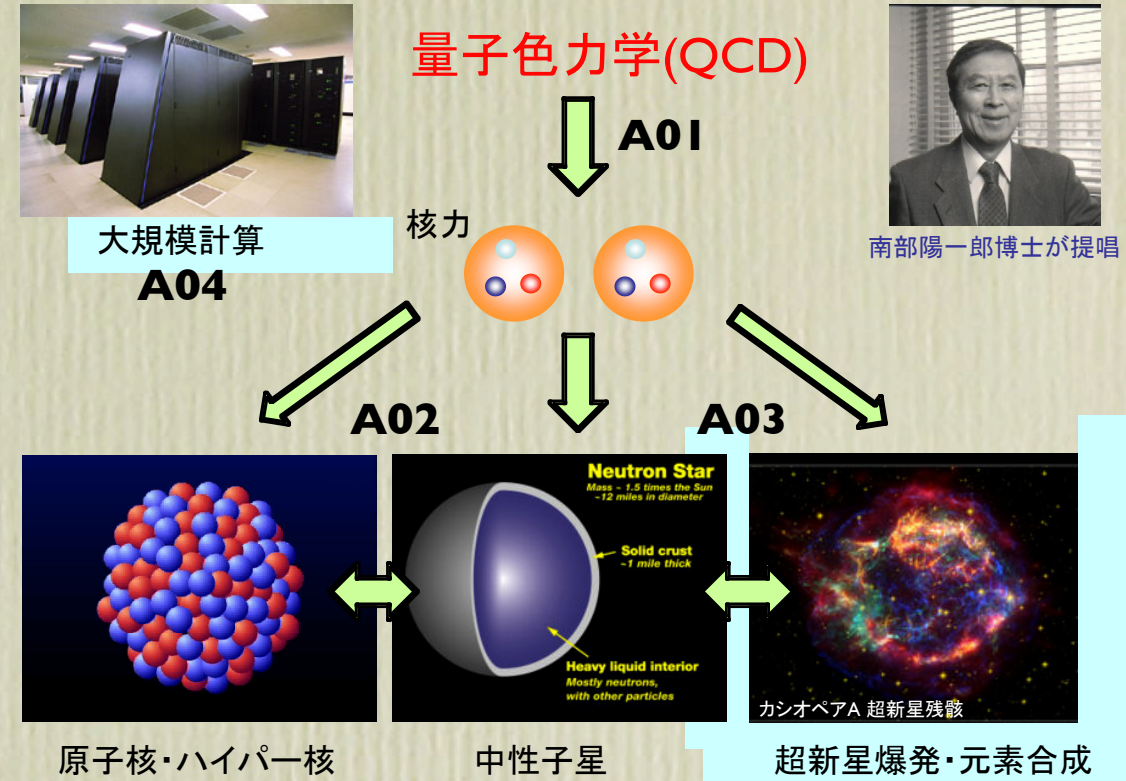 量子色力学(QCD)
A01
核力
大規模計算
A04
南部陽一郎博士が提唱
A02
A03
Neutron Star
Mass ~ 1.5 times the Sun
~12 miles in diameter
Solid crust
~1 mile thick
Heavy liquid interior
Mostly neutrons,
with other particles
カシオペアA 超新星残骸
原子核・ハイパー核
中性子星
超新星爆発・元素合成